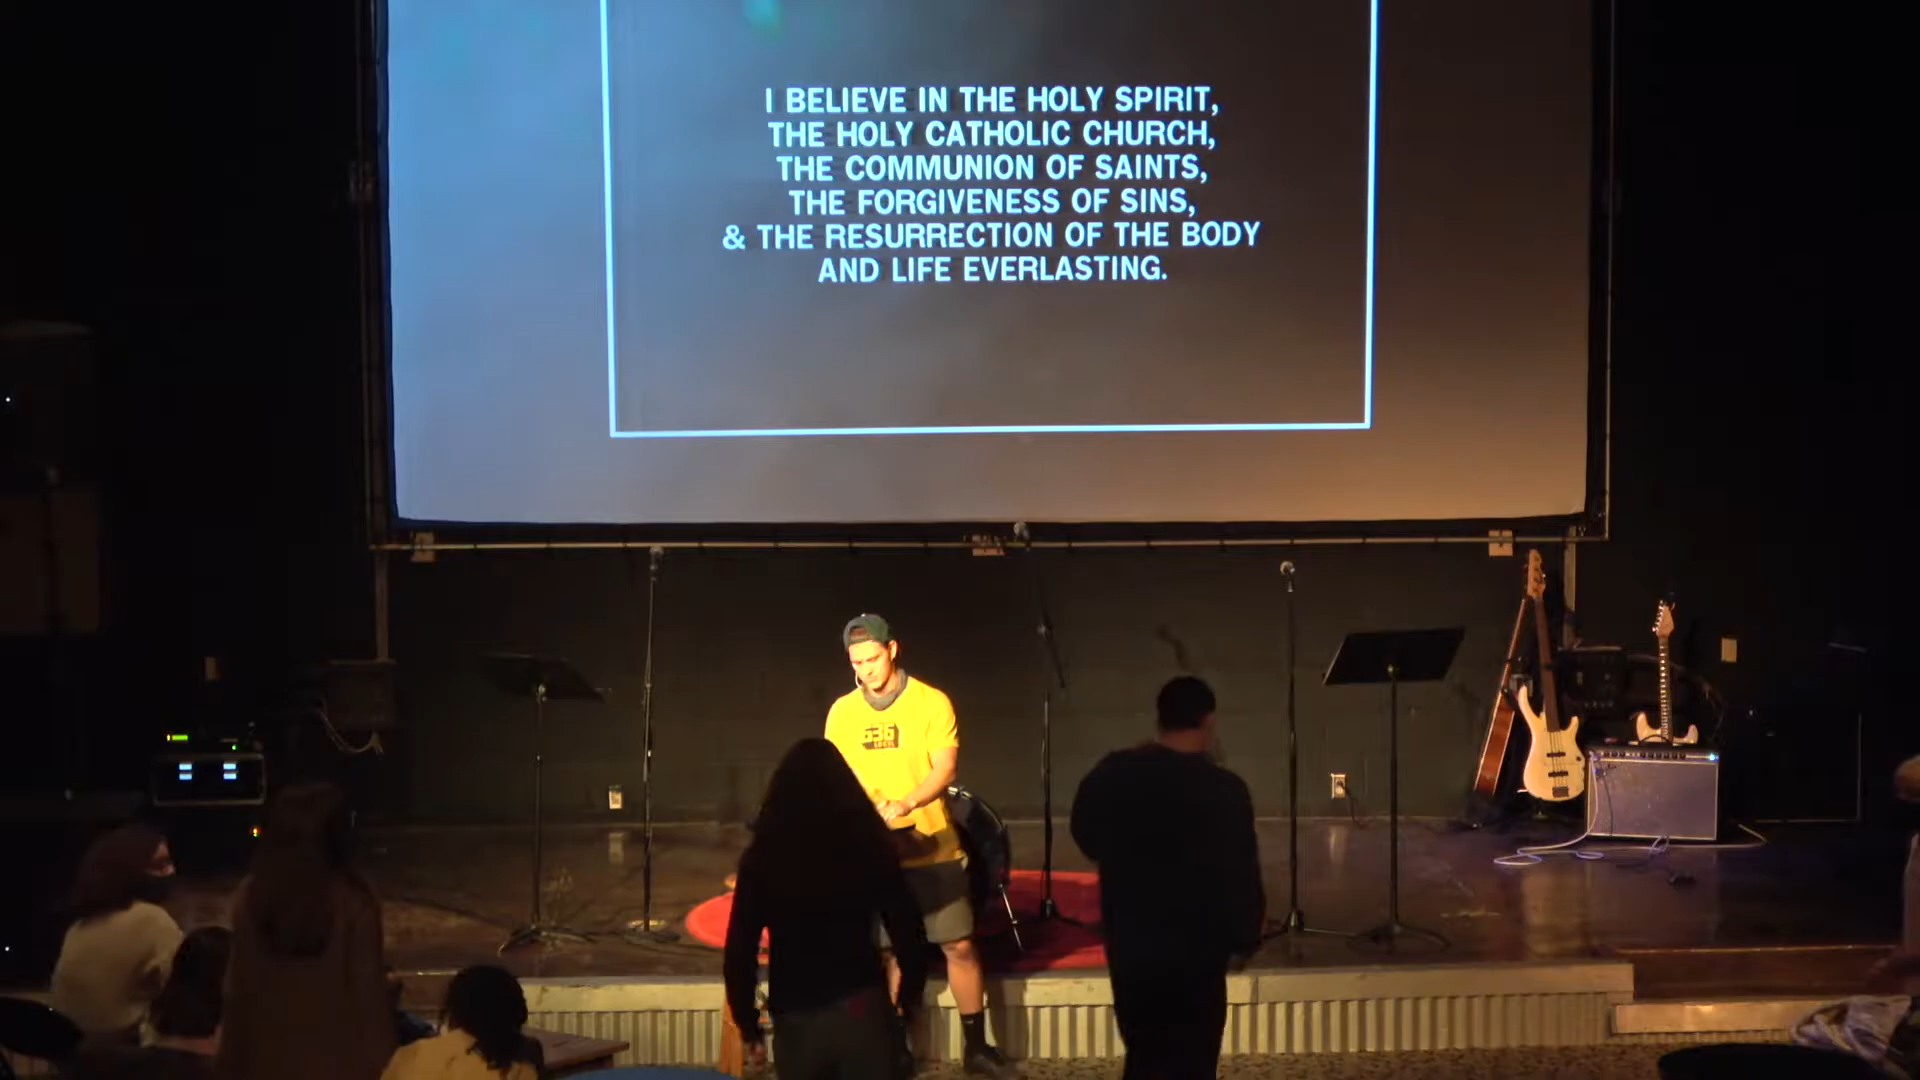 I BELIEVE IN THE HOLY SPIRIT,
THE HOLY CATHOLIC CHURCH,
THE COMMUNION OF SAINTS,
THE FORGIVENESS OF SINS,
& THE RESURRECTION OF THE BODY
AND LIFE EVERLASTING.
636